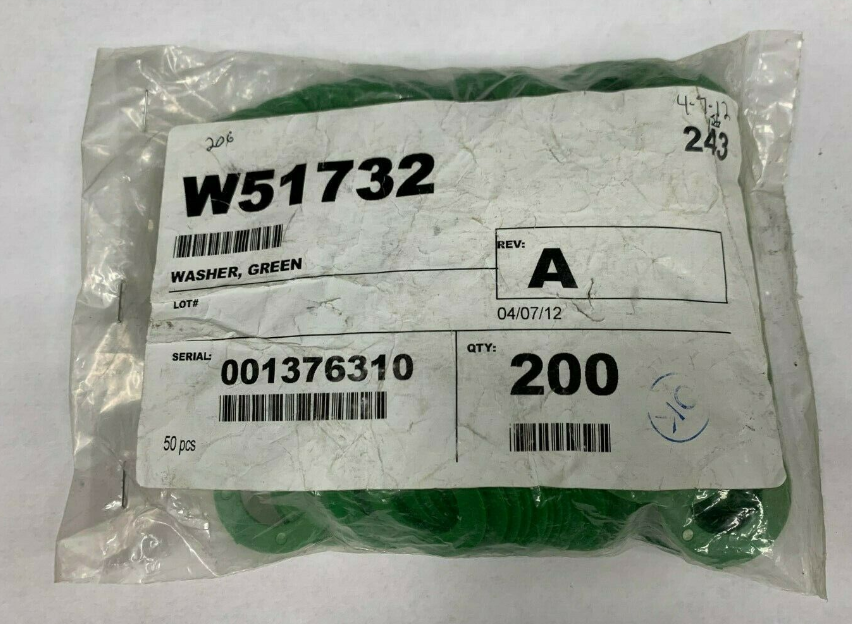 206
4-7-12
243
W51732
WASHER, GREEN
REV:
A
LOT#
04/07/12
SERIAL:
001376310
QTY:
200
50 pcs
OK